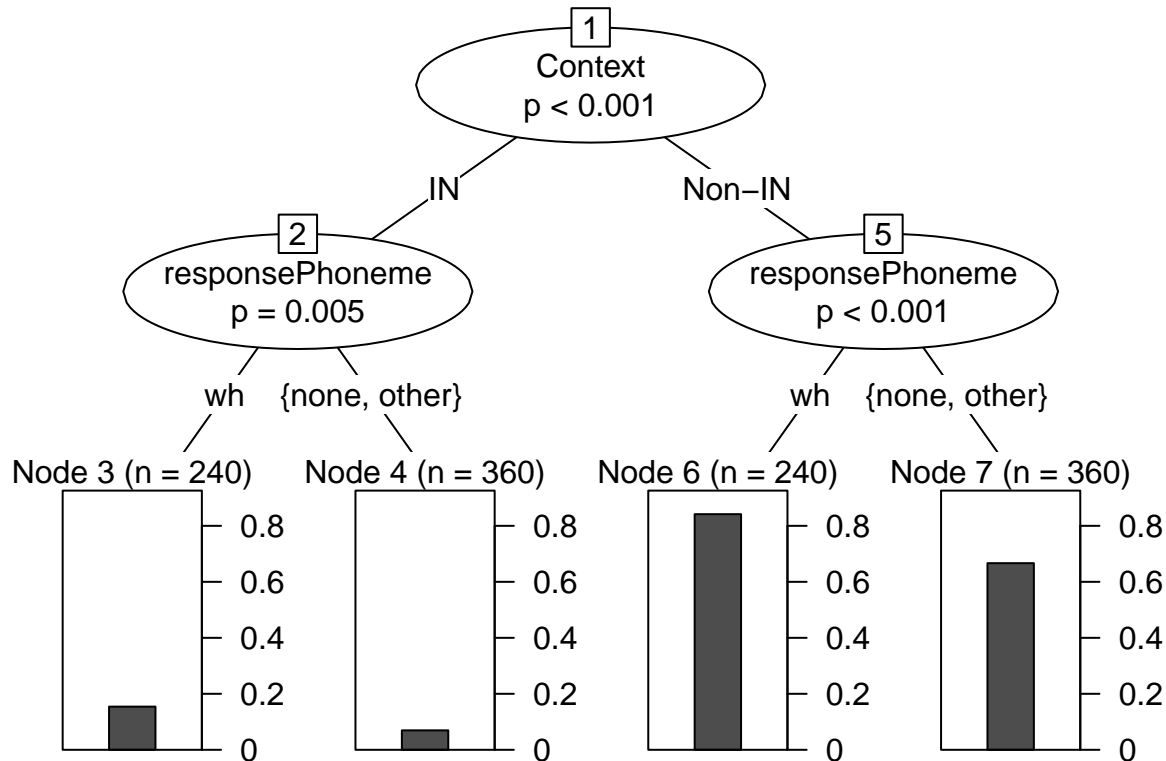 1
Context
p < 0.001
IN
Non−IN
2
responsePhoneme
p = 0.005
5
responsePhoneme
p < 0.001
wh
{none, other}
wh
{none, other}
Node 3 (n = 240)
0.8
0.6
0.4
0.2
0
Node 4 (n = 360)
0.8
0.6
0.4
0.2
0
Node 6 (n = 240)
0.8
0.6
0.4
0.2
0
Node 7 (n = 360)
0.8
0.6
0.4
0.2
0